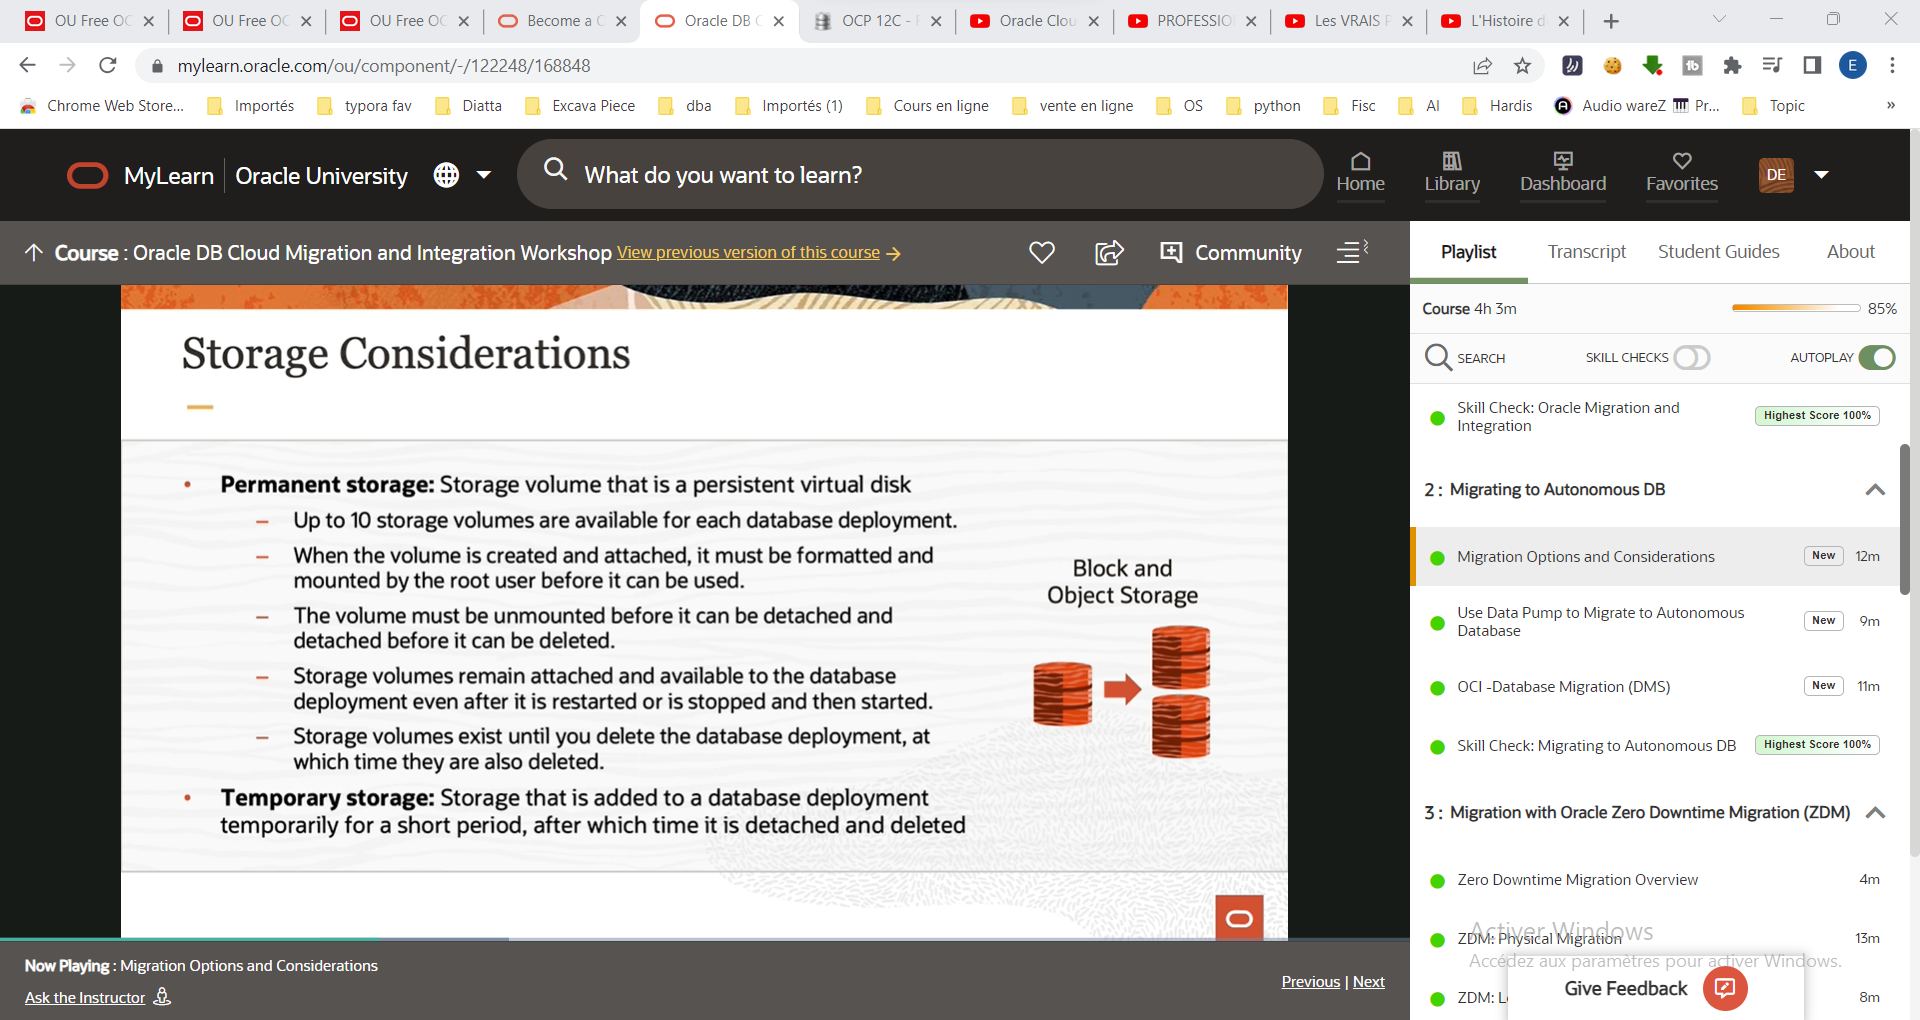 OU Free OC
OU Free OC
OU Free OC
Become a C
Oracle DB C
OCP 12C -
Oracle Clou
PROFESSIO
Les VRAIS P
L'Histoire d
mylearn.oracle.com/ou/component/-/122248/168848
E
Chrome Web Store...
Importés
typora fav
Diatta
Excava Piece
dba
Importés (1)
Cours en ligne
vente en ligne
OS
python
Fisc
AI
Hardis
Audio wareZ
Pr...
Topic
»
MyLearn
Oracle University
What do you want to learn?
Home
Library
Dashboard
Favorites
DE
Course : Oracle DB Cloud Migration and Integration Workshop View previous version of this course →
Community
Playlist
Transcript
Student Guides
About
Course 4h 3m
85%
SEARCH
SKILL CHECKS
AUTOPLAY
Storage Considerations
• Permanent storage: Storage volume that is a persistent virtual disk
– Up to 10 storage volumes are available for each database deployment.
– When the volume is created and attached, it must be formatted and
mounted by the root user before it can be used.
– The volume must be unmounted before it can be detached and
detached before it can be deleted.
– Storage volumes remain attached and available to the database
deployment even after it is restarted or is stopped and then started.
– Storage volumes exist until you delete the database deployment, at
which time they are also deleted.
• Temporary storage: Storage that is added to a database deployment
temporarily for a short period, after which time it is detached and deleted
Block and
Object Storage
Skill Check: Oracle Migration and
Integration
Highest Score 100%
2 : Migrating to Autonomous DB
Migration Options and Considerations
New
12m
Use Data Pump to Migrate to Autonomous
Database
New
9m
OCI -Database Migration (DMS)
New
11m
Skill Check: Migrating to Autonomous DB
Highest Score 100%
3 : Migration with Oracle Zero Downtime Migration (ZDM)
Zero Downtime Migration Overview
4m
ZDM: Physical Migration
13m
ZDM: L
8m
Activer Windows
Accédez aux paramètres pour activer Windows.
Give Feedback
Now Playing : Migration Options and Considerations
Ask the Instructor
Previous | Next